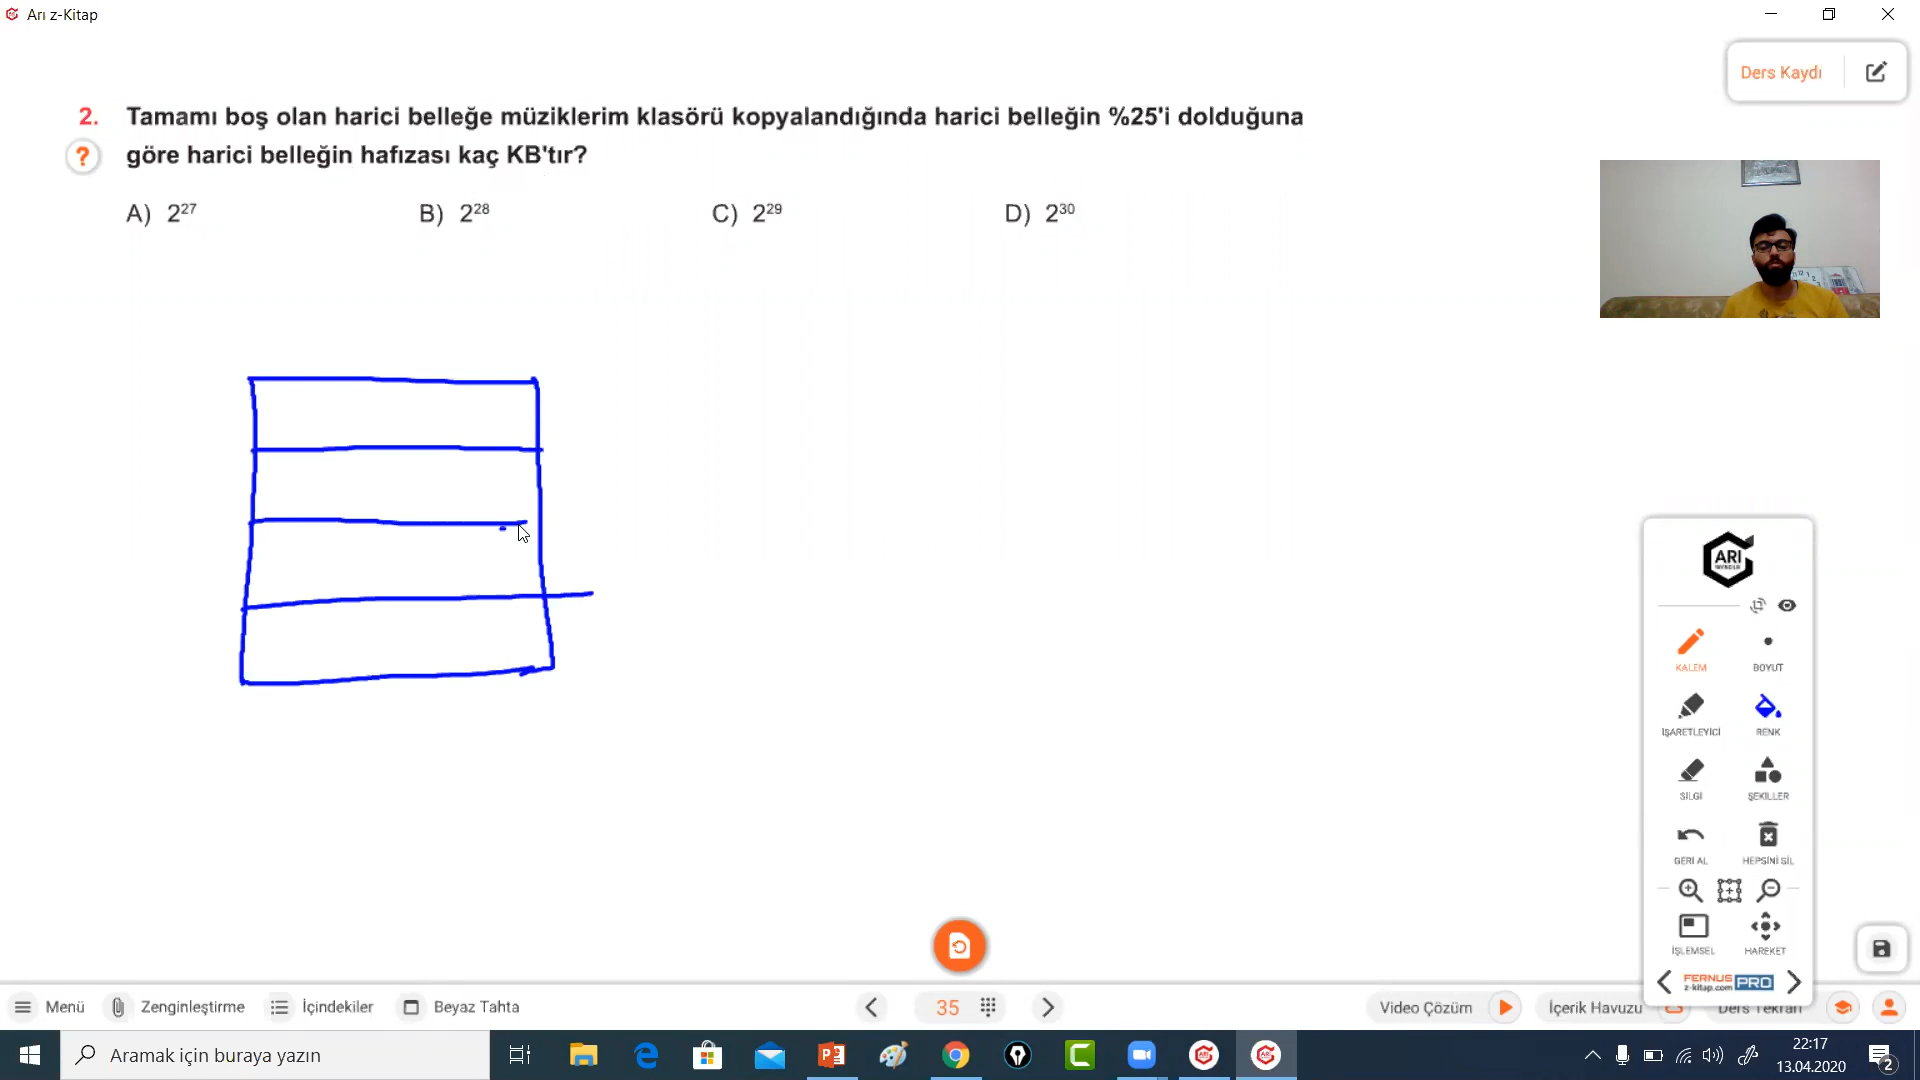 Arı z-Kitap
Ders Kaydı
2. Tamamı boş olan harici belleğe müziklerim klasörü kopyalandığında harici belleğin %25'i dolduğuna
? göre harici belleğin hafızası kaç KB'tır?
A) 2²⁷ B) 2²⁸ C) 2²⁹ D) 2³⁰
ARI
KALEM BOYUT
İŞARETLEYİCİ RENK
SİLGİ ŞEKİLLER
GERİ AL HEPSİNİ SİL
İŞLEMSEL HAREKET
FERNUS
z-kitap.com PRO
Menü Zenginleştirme İçindekiler Beyaz Tahta 35 Video Çözüm İçerik Havuzu Ders Tekrarı
Aramak için buraya yazın
22:17
13.04.2020
2